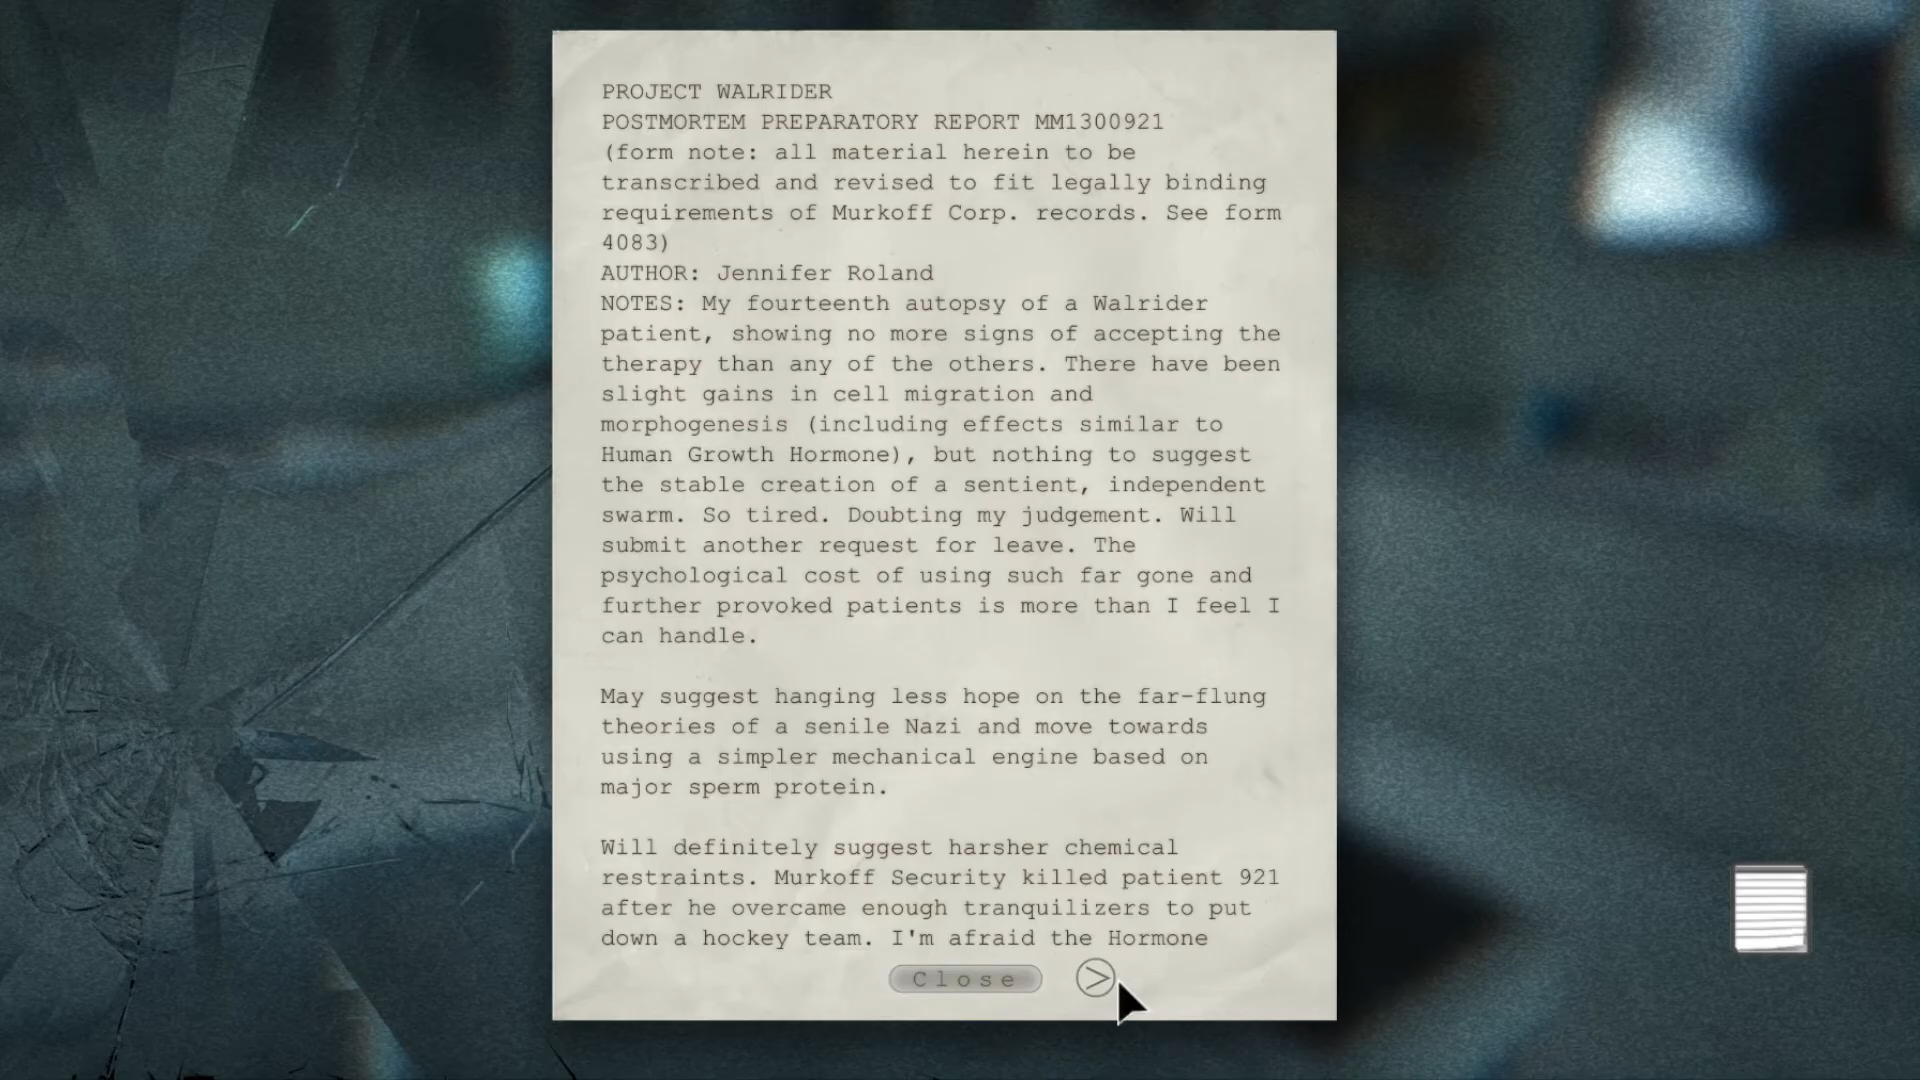 PROJECT WALRIDER
POSTMORTEM PREPARATORY REPORT MM1300921
(form note: all material herein to be
transcribed and revised to fit legally binding
requirements of Murkoff Corp. records. See form
4083)
AUTHOR: Jennifer Roland
NOTES: My fourteenth autopsy of a Walrider
patient, showing no more signs of accepting the
therapy than any of the others. There have been
slight gains in cell migration and
morphogenesis (including effects similar to
Human Growth Hormone), but nothing to suggest
the stable creation of a sentient, independent
swarm. So tired. Doubting my judgement. Will
submit another request for leave. The
psychological cost of using such far gone and
further provoked patients is more than I feel I
can handle.

May suggest hanging less hope on the far-flung
theories of a senile Nazi and move towards
using a simpler mechanical engine based on
major sperm protein.

Will definitely suggest harsher chemical
restraints. Murkoff Security killed patient 921
after he overcame enough tranquilizers to put
down a hockey team. I'm afraid the Hormone
Close >